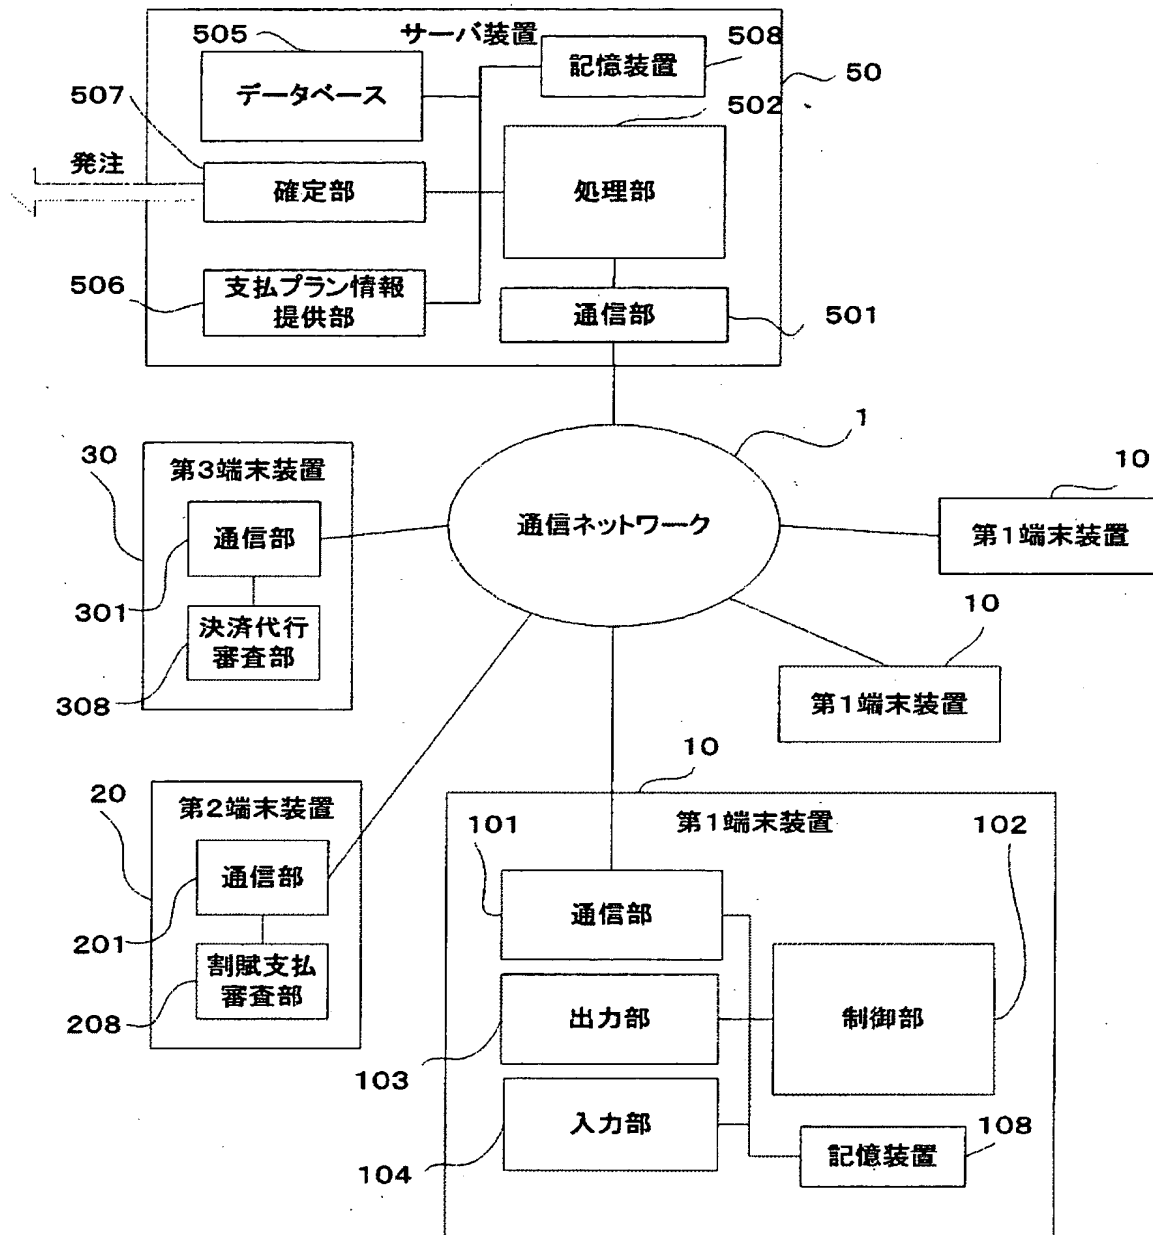 サーバ装置
505
データベース
記憶装置
508
50
507
502
発注
確定部
処理部
506
支払プラン情報
提供部
通信部
501
1
通信ネットワーク
30
第3端末装置
通信部
301
決済代行
審査部
308
10
第1端末装置
10
第1端末装置
20
第2端末装置
通信部
201
割賦支払
審査部
208
10
第1端末装置
101
102
通信部
出力部
制御部
103
入力部
104
記憶装置
108